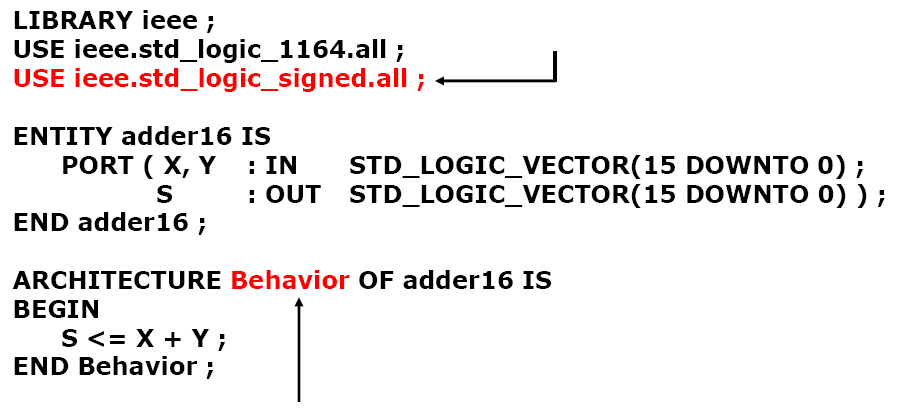 LIBRARY ieee ;
USE ieee.std_logic_1164.all ;
USE ieee.std_logic_signed.all ;
ENTITY adder16 IS
PORT ( X, Y : IN STD_LOGIC_VECTOR(15 DOWNTO 0) ;
S : OUT STD_LOGIC_VECTOR(15 DOWNTO 0) ) ;
END adder16 ;
ARCHITECTURE Behavior OF adder16 IS
BEGIN
S <= X + Y ;
END Behavior ;